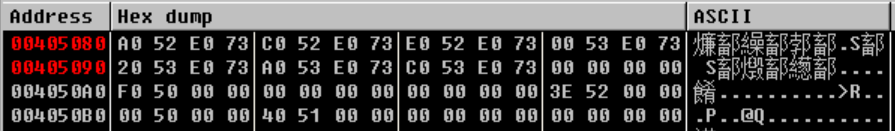 Address Hex dump ASCII
00405080 A0 52 E0 73 C0 52 E0 73 E0 52 E0 73 00 53 E0 73 .S
00405090 20 53 E0 73 A0 53 E0 73 C0 53 E0 73 00 00 00 00 S ....
004050A0 F0 50 00 00 00 00 00 00 00 00 00 00 3E 52 00 00 ..........>R..
004050B0 00 50 00 00 40 51 00 00 00 00 00 00 00 00 00 00 .P..@Q..........